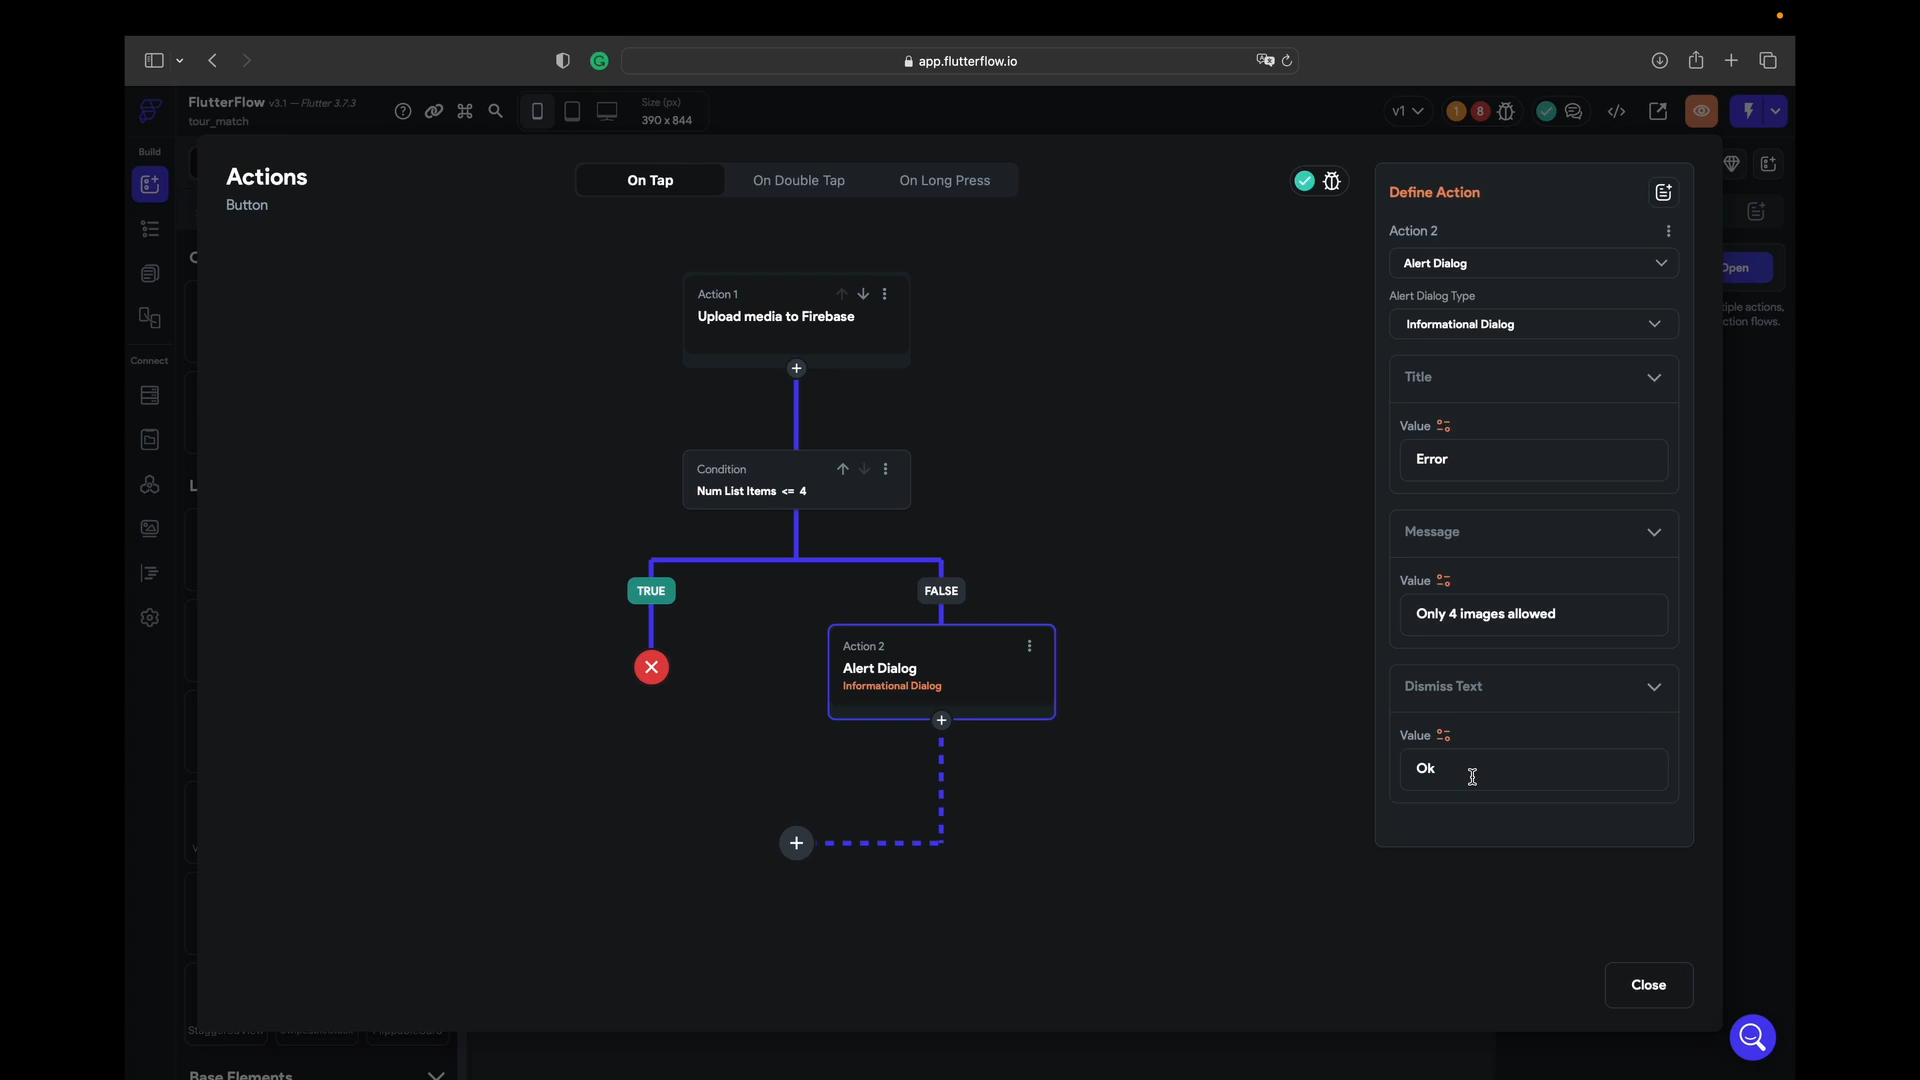 app.flutterflow.io
FlutterFlow v3.1 — Flutter 3.7.3
tour_match
Size (px)
390 x 844
v1
1
8
Build
Connect
Actions
Button
On Tap
On Double Tap
On Long Press
Action 1
Upload media to Firebase
Condition
Num List Items <= 4
TRUE
FALSE
Action 2
Alert Dialog
Informational Dialog
Define Action
Action 2
Alert Dialog
Alert Dialog Type
Informational Dialog
Title
Value
Error
Message
Value
Only 4 images allowed
Dismiss Text
Value
Ok
Close
Open
tiple actions,
ction flows.
Base Elements